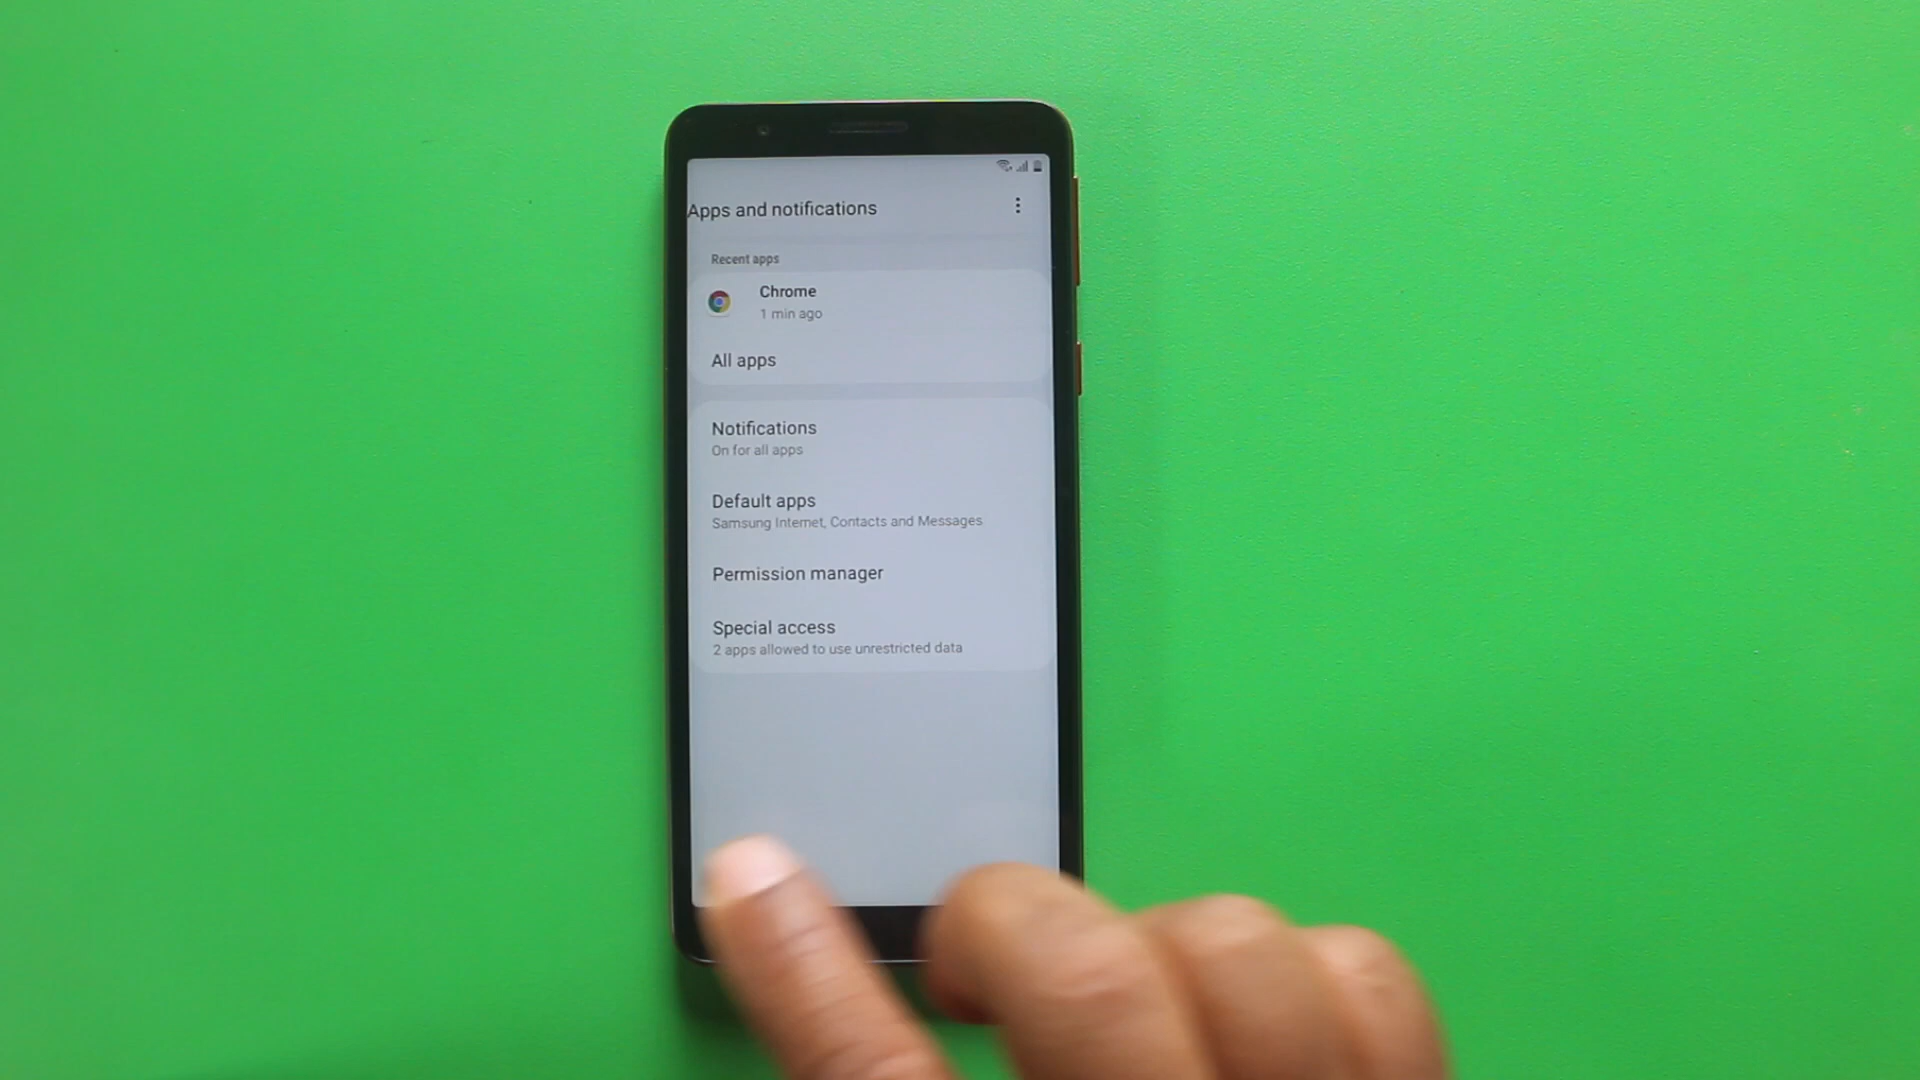 Apps and notifications
Recent apps
Chrome
1 min ago
All apps
Notifications
On for all apps
Default apps
Samsung Internet, Contacts and Messages
Permission manager
Special access
2 apps allowed to use unrestricted data